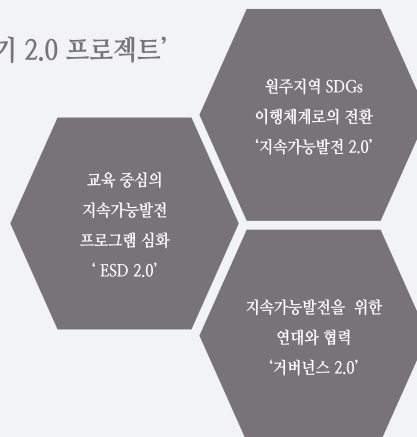 기 2.0 프로젝트’
원주지역 SDGs
이행체계로의 전환
‘지속가능발전 2.0’
교육 중심의
지속가능발전
프로그램 심화
‘ ESD 2.0’
지속가능발전을 위한
연대와 협력
‘거버넌스 2.0’